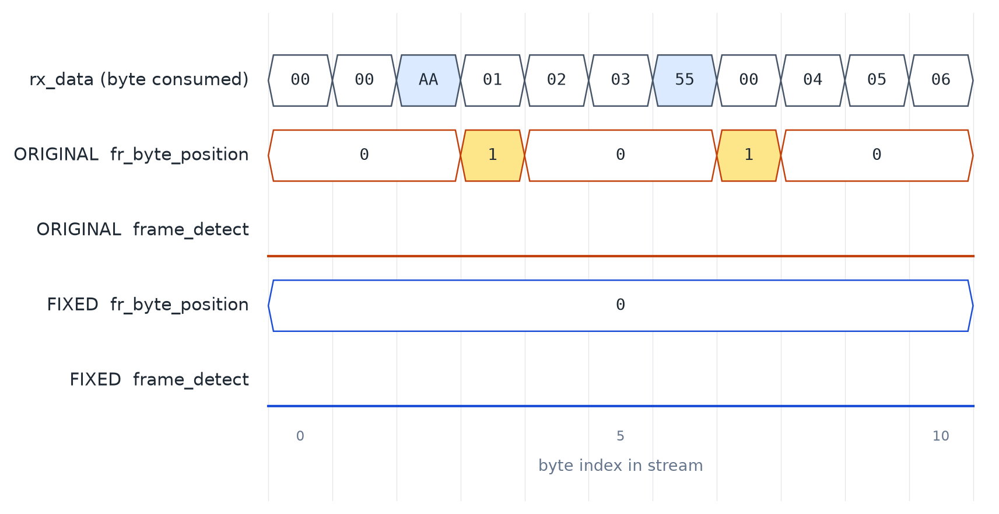 rx_data (byte consumed) 00 00 AA 01 02 03 55 00 04 05 06
ORIGINAL fr_byte_position 0 1 0 1 0
ORIGINAL frame_detect
FIXED fr_byte_position 0
FIXED frame_detect
0 5 10
byte index in stream